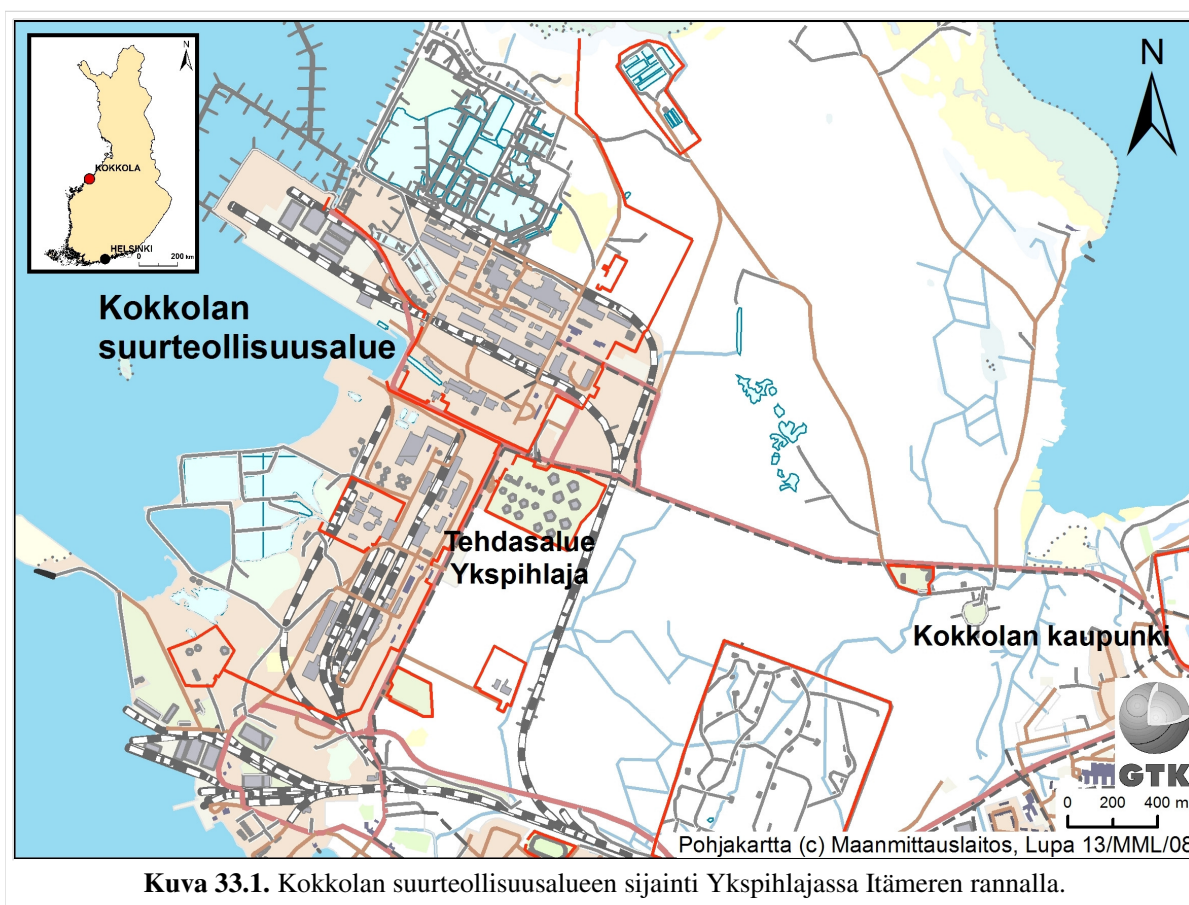 N
KOKKOLA
HELSINKI
0 200 km
N
Kokkolan
suurteollisuusalue
Tehdasalue
Ykspihlaja
Kokkolan kaupunki
GTK
0 200 400 m
Pohjakartta (c) Maanmittauslaitos, Lupa 13/MML/08
Kuva 33.1. Kokkolan suurteollisuusalueen sijainti Ykspihlajassa Itämeren rannalla.